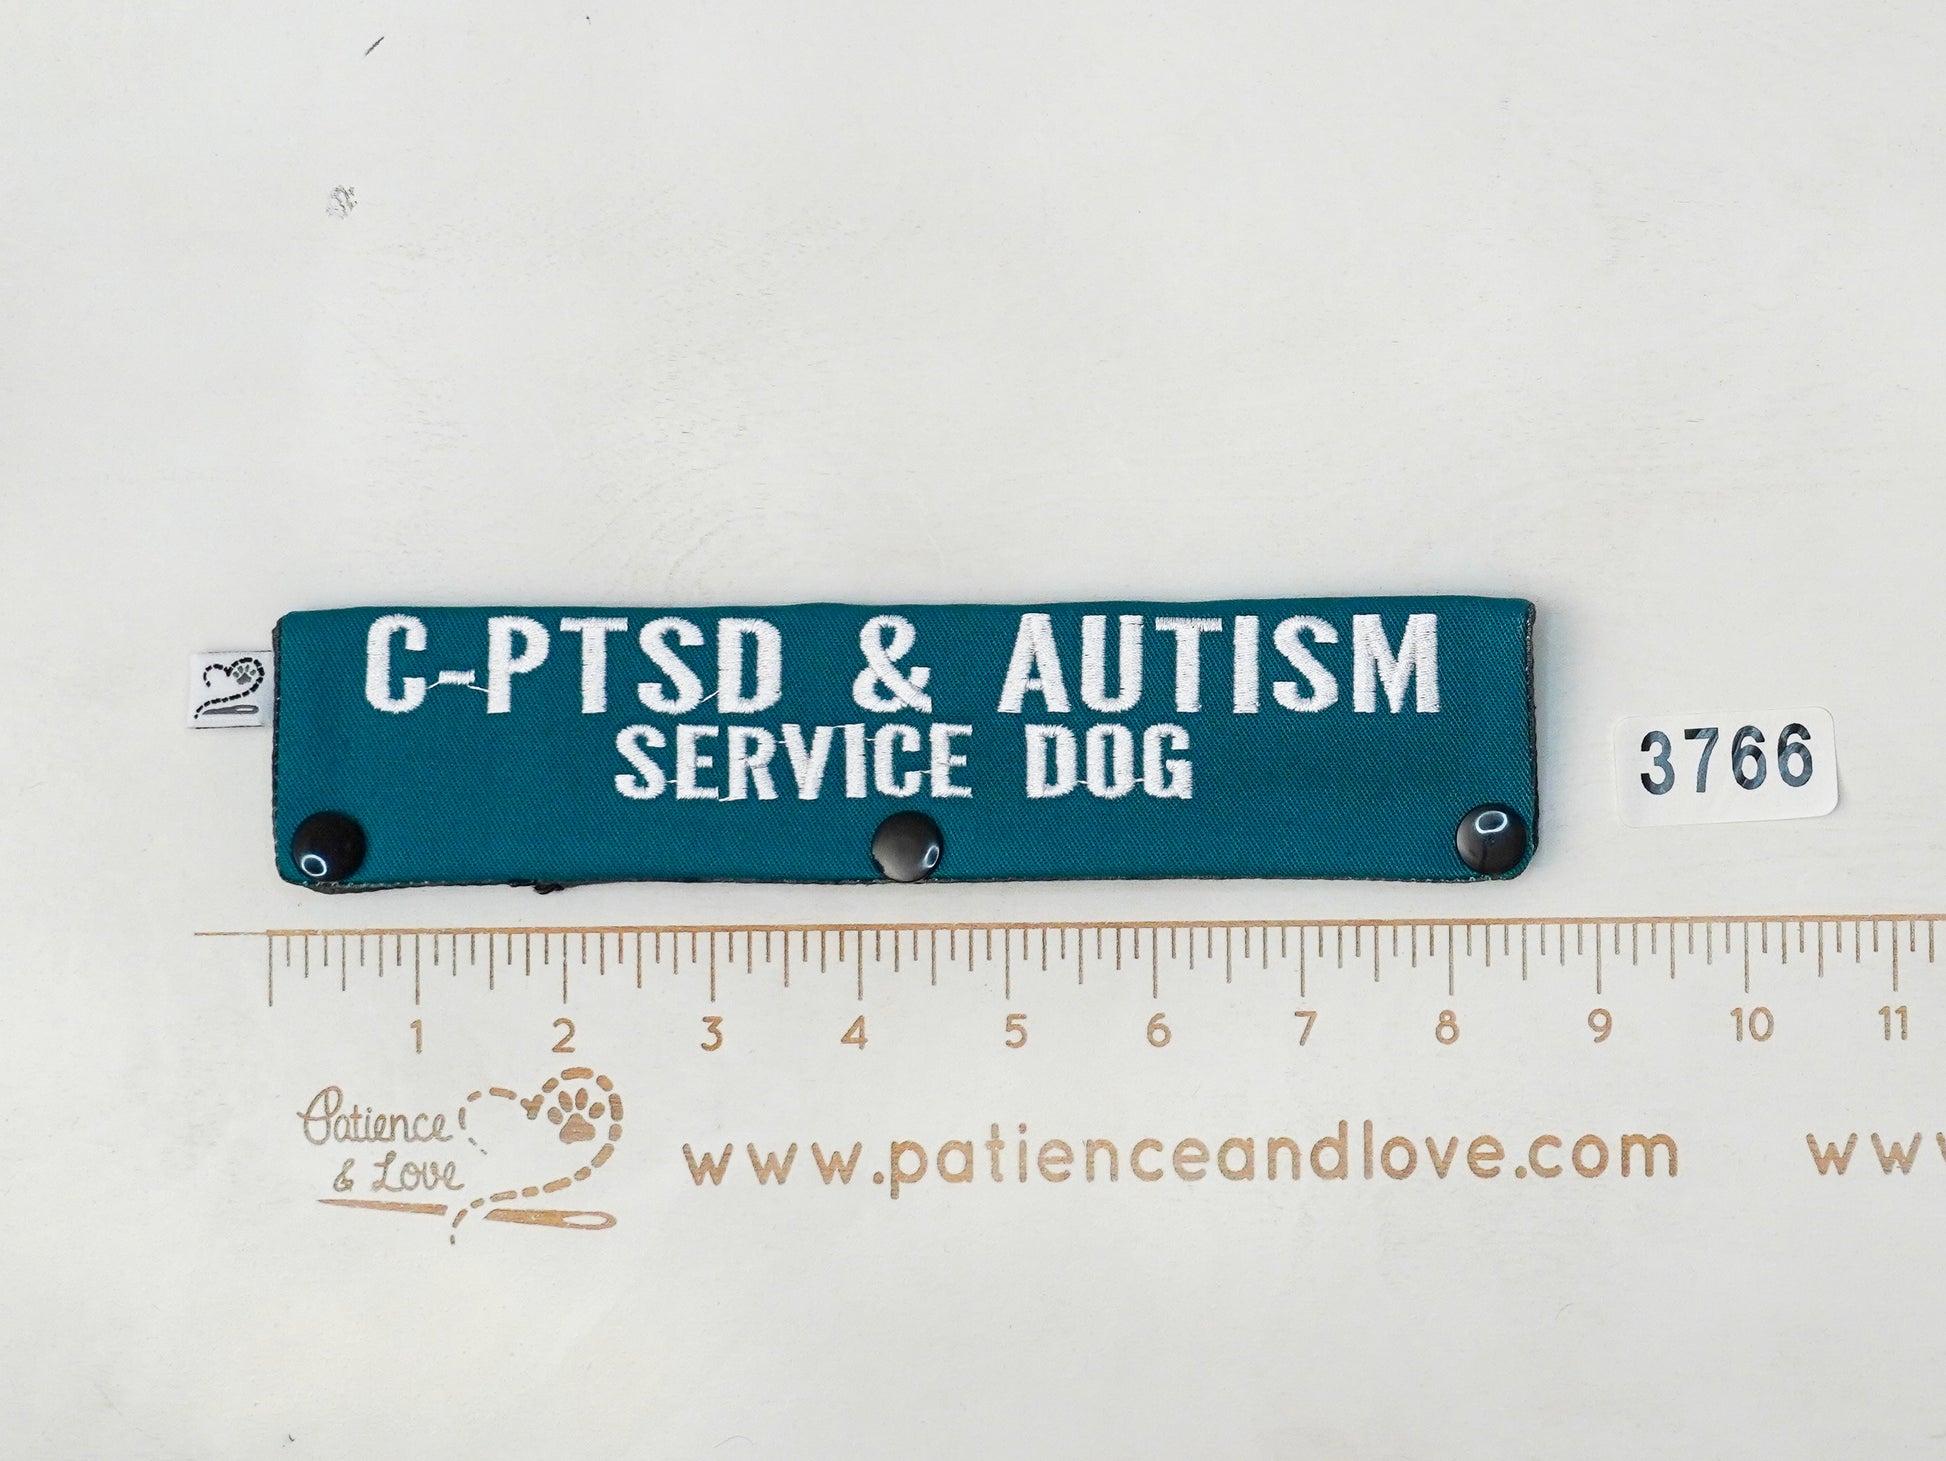 C-PTSD & AUTISM
SERVICE DOG
3766
1 2 3 4 5 6 7 8 9 10 11
Patience
& Love
www.patienceandlove.com
ww